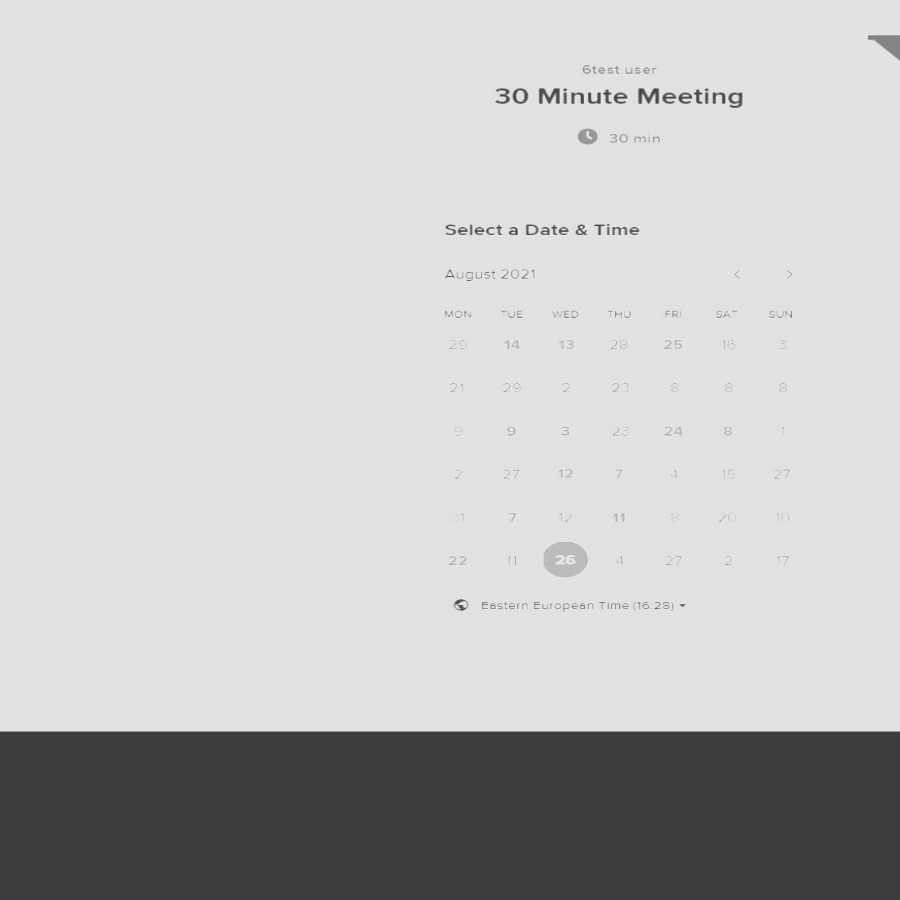 6test user
30 Minute Meeting
30 min
Select a Date & Time
August 2021
MON TUE WED THU FRI SAT SUN
29 14 13 28 25 16 3
21 29 2 23 8 8 8
9 9 3 23 24 8 1
2 27 12 7 4 15 27
31 7 12 11 8 20 10
22 11 26 4 27 2 17
Eastern European Time (16:28)